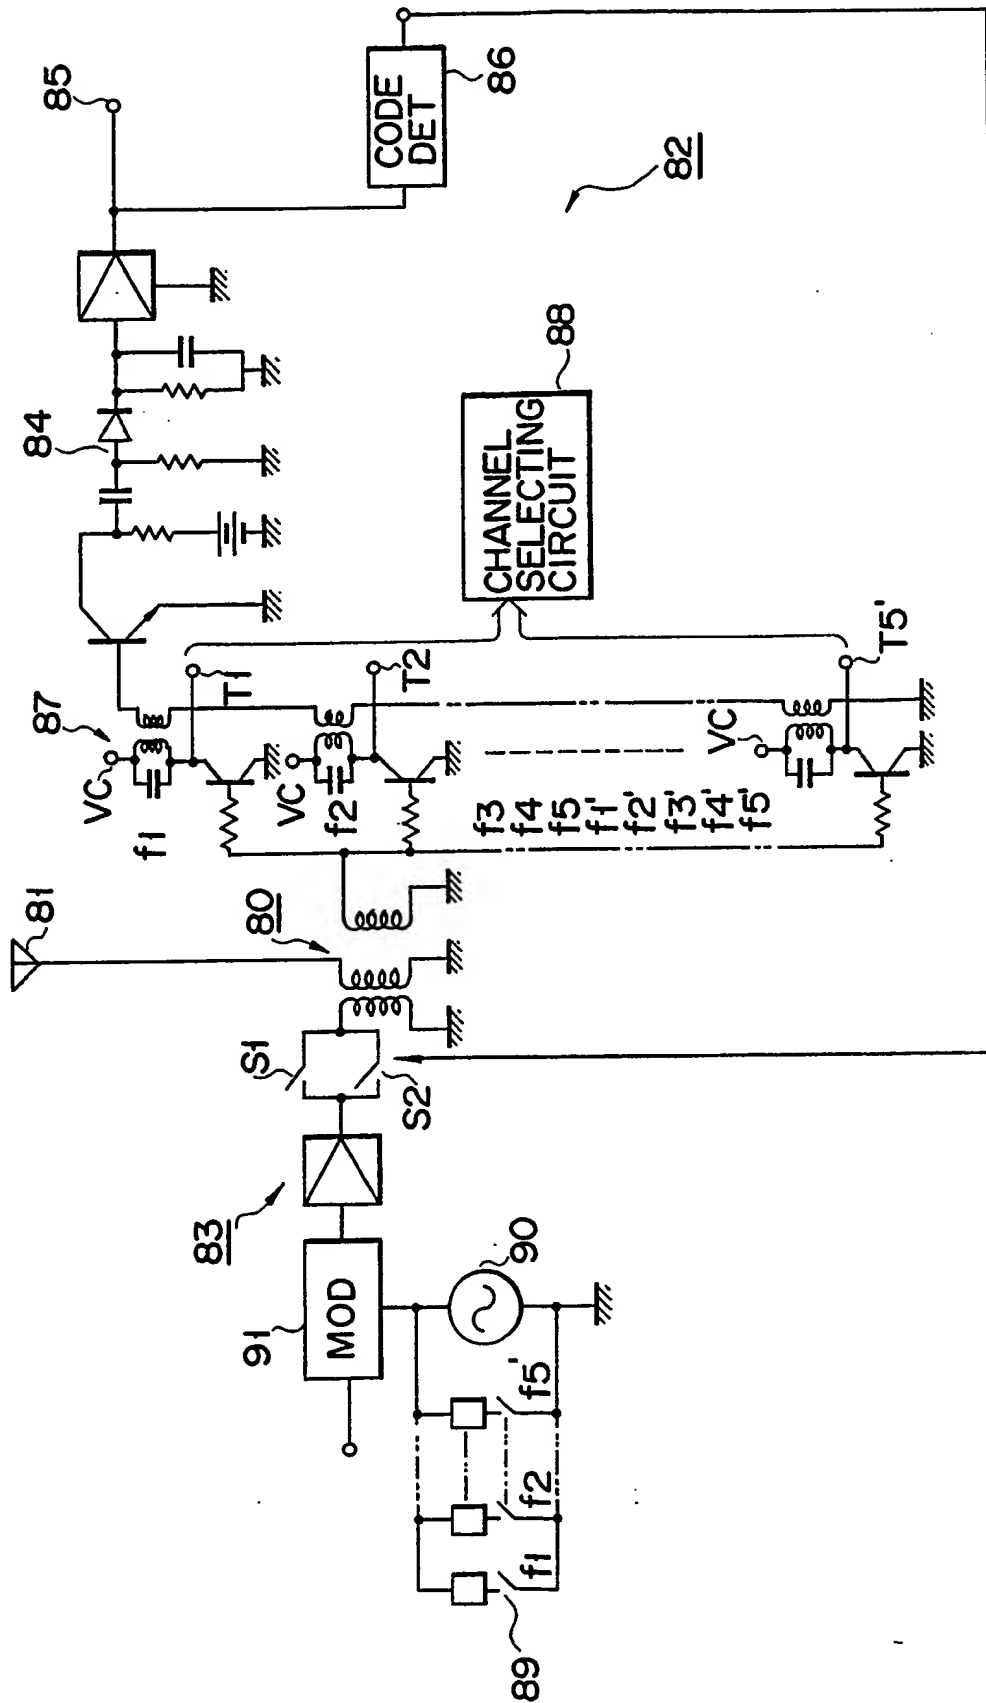 85
CODE
DET
86
82
84
CHANNEL
SELECTING
CIRCUIT
88
87
VC
T1
f1
VC
T2
f2
f3
f4
f5
f1'
f2'
f3'
f4'
f5'
VC
T5'
81
80
S1
S2
83
91
MOD
90
f1
f2
f5'
89